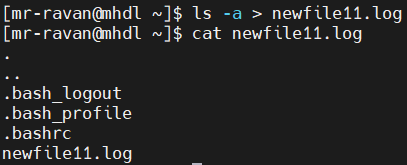 [mr-ravan@mhdl ~]$ ls -a > newfile11.log
[mr-ravan@mhdl ~]$ cat newfile11.log
.
..
.bash_logout
.bash_profile
.bashrc
newfile11.log